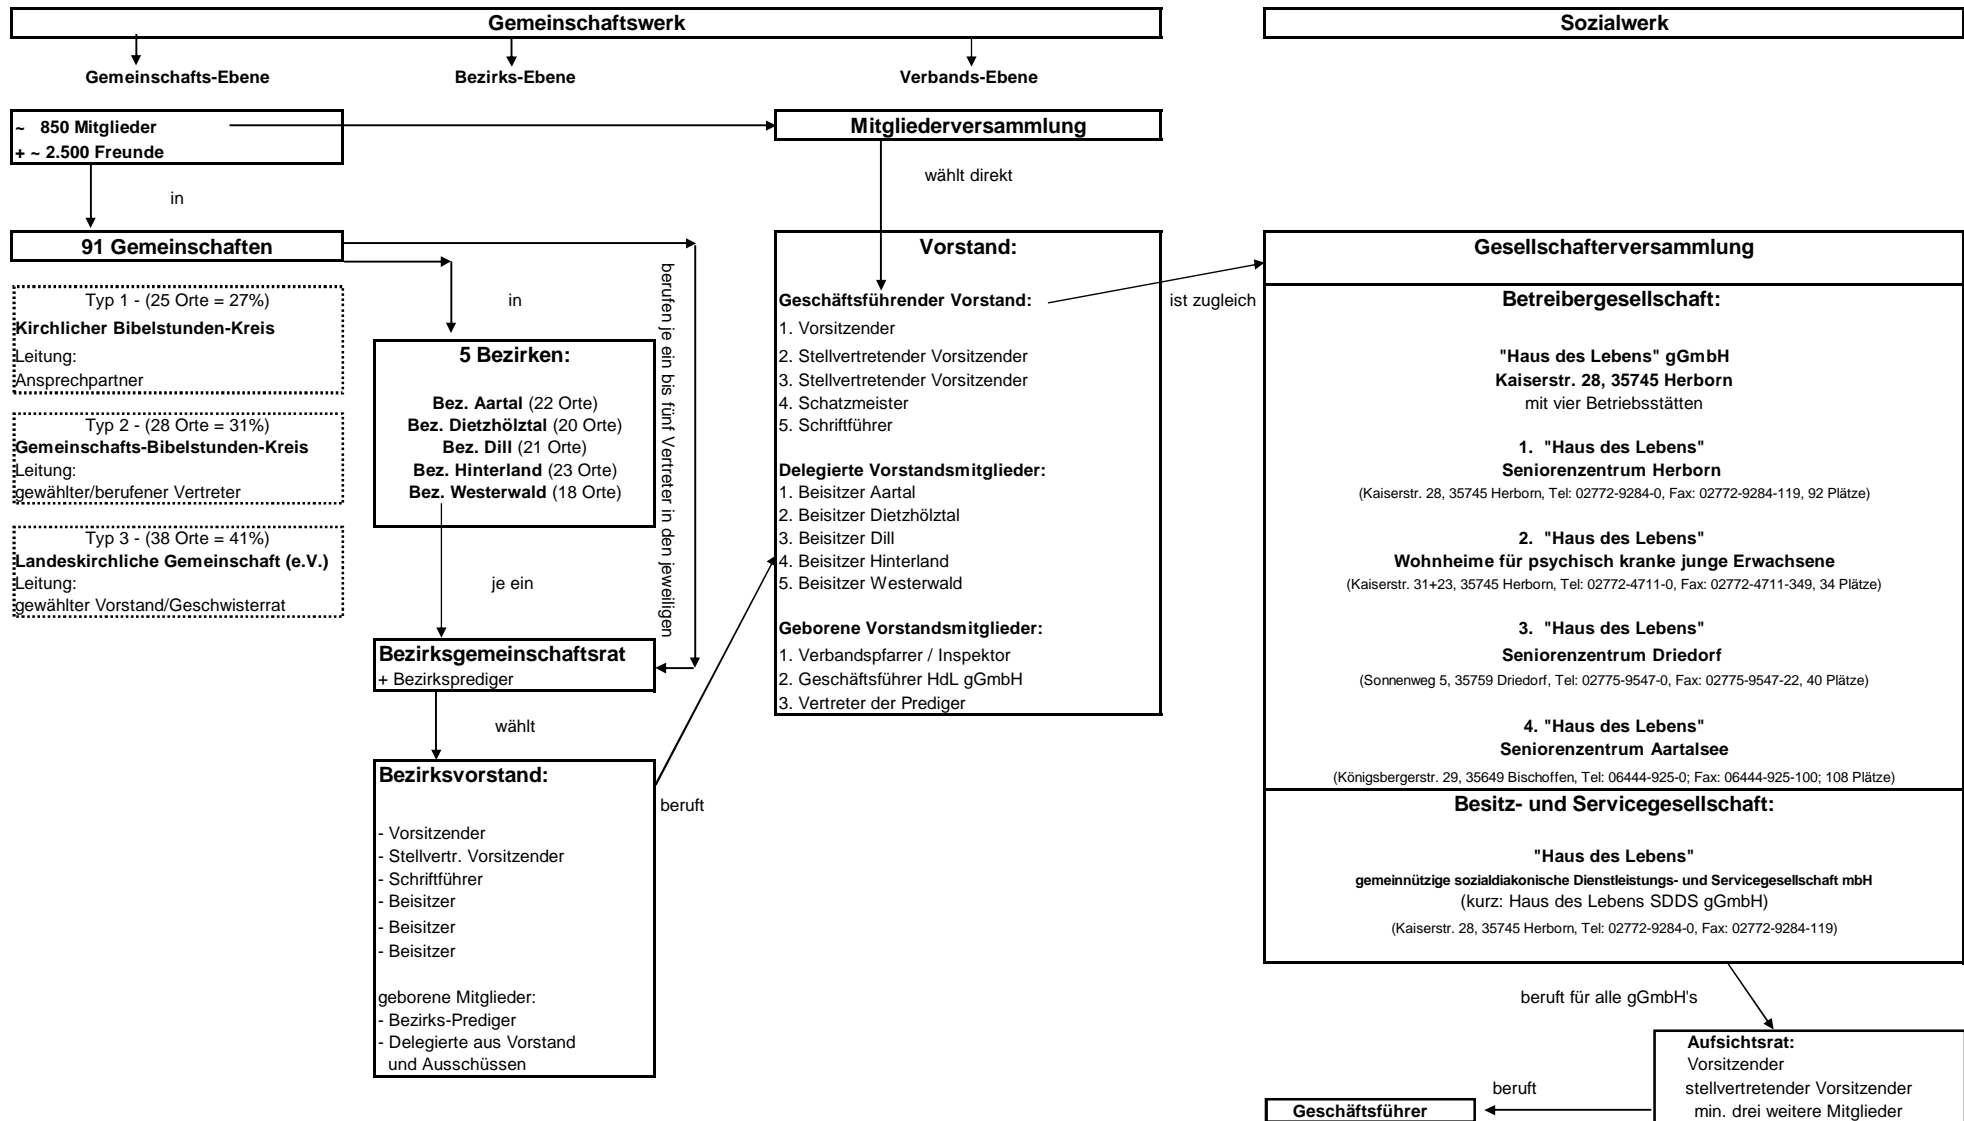 Gemeinschaftswerk
Sozialwerk
Gemeinschafts-Ebene
Bezirks-Ebene
Verbands-Ebene
~ 850 Mitglieder
+ ~ 2.500 Freunde
Mitgliederversammlung
wählt direkt
in
91 Gemeinschaften
Typ 1 - (25 Orte = 27%)
Kirchlicher Bibelstunden-Kreis
Leitung:
Ansprechpartner
Typ 2 - (28 Orte = 31%)
Gemeinschafts-Bibelstunden-Kreis
Leitung:
gewählter/berufener Vertreter
Typ 3 - (38 Orte = 41%)
Landeskirchliche Gemeinschaft (e.V.)
Leitung:
gewählter Vorstand/Geschwisterrat
in
5 Bezirken:
Bez. Aartal (22 Orte)
Bez. Dietzhölztal (20 Orte)
Bez. Dill (21 Orte)
Bez. Hinterland (23 Orte)
Bez. Westerwald (18 Orte)
berufen je ein bis fünf Vertreter in den jeweiligen
je ein
Bezirksgemeinschaftsrat
+ Bezirksprediger
wählt
Bezirksvorstand:
- Vorsitzender
- Stellvertr. Vorsitzender
- Schriftführer
- Beisitzer
- Beisitzer
- Beisitzer
geborene Mitglieder:
- Bezirks-Prediger
- Delegierte aus Vorstand
und Ausschüssen
beruft
Vorstand:
Geschäftsführender Vorstand:
1. Vorsitzender
2. Stellvertretender Vorsitzender
3. Stellvertretender Vorsitzender
4. Schatzmeister
5. Schriftführer
Delegierte Vorstandsmitglieder:
1. Beisitzer Aartal
2. Beisitzer Dietzhölztal
3. Beisitzer Dill
4. Beisitzer Hinterland
5. Beisitzer Westerwald
Geborene Vorstandsmitglieder:
1. Verbandspfarrer / Inspektor
2. Geschäftsführer HdL gGmbH
3. Vertreter der Prediger
ist zugleich
Gesellschafterversammlung
Betreibergesellschaft:
"Haus des Lebens" gGmbH
Kaiserstr. 28, 35745 Herborn
mit vier Betriebsstätten
1. "Haus des Lebens"
Seniorenzentrum Herborn
(Kaiserstr. 28, 35745 Herborn, Tel: 02772-9284-0, Fax: 02772-9284-119, 92 Plätze)
2. "Haus des Lebens"
Wohnheime für psychisch kranke junge Erwachsene
(Kaiserstr. 31+23, 35745 Herborn, Tel: 02772-4711-0, Fax: 02772-4711-349, 34 Plätze)
3. "Haus des Lebens"
Seniorenzentrum Driedorf
(Sonnenweg 5, 35759 Driedorf, Tel: 02775-9547-0, Fax: 02775-9547-22, 40 Plätze)
4. "Haus des Lebens"
Seniorenzentrum Aartalsee
(Königsbergerstr. 29, 35649 Bischoffen, Tel: 06444-925-0; Fax: 06444-925-100; 108 Plätze)
Besitz- und Servicegesellschaft:
"Haus des Lebens"
gemeinnützige sozialdiakonische Dienstleistungs- und Servicegesellschaft mbH
(kurz: Haus des Lebens SDDS gGmbH)
(Kaiserstr. 28, 35745 Herborn, Tel: 02772-9284-0, Fax: 02772-9284-119)
beruft für alle gGmbH's
Aufsichtsrat:
Vorsitzender
stellvertretender Vorsitzender
min. drei weitere Mitglieder
beruft
Geschäftsführer